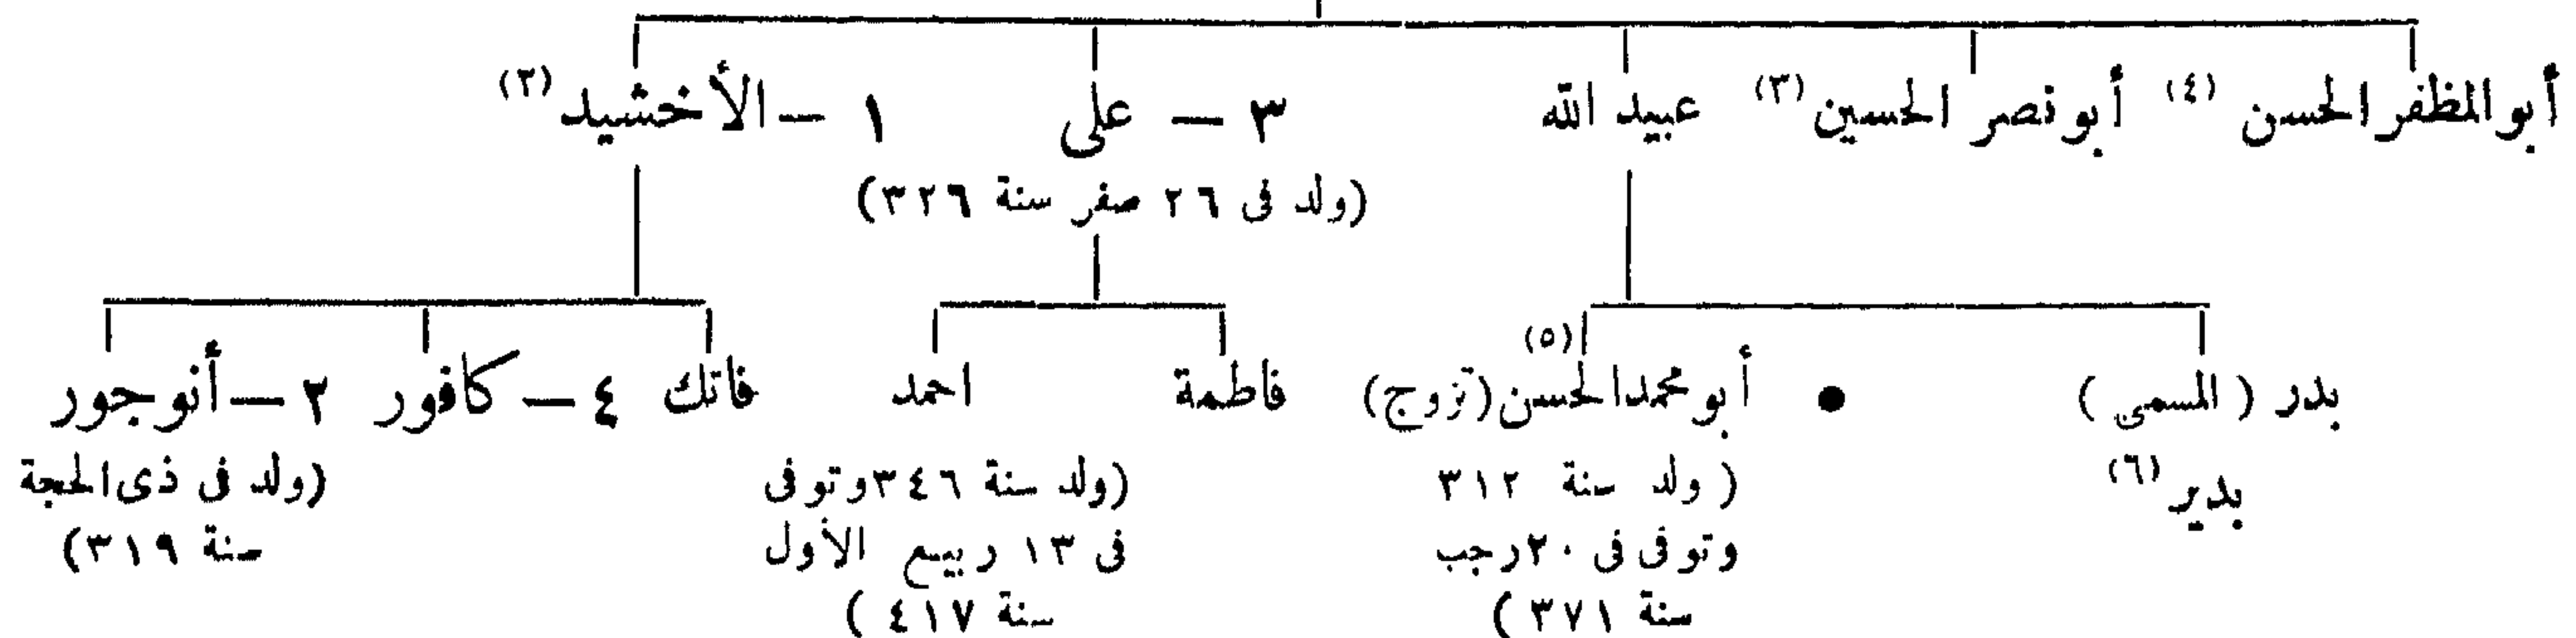 أبو المظفر الحسن (٤) أبو نصر الحسين (٣) عبيد الله ٣ — على ١ — الأخشيد (٢)
(ولد فى ٢٦ صفر سنة ٣٢٦)
بدر ( المسمى ) • أبو محمد الحسن (٥) (تزوج) فاطمة احمد فاتك ٤ — كافور ٢ — أنوجور
بدير (٦) ( ولد سنة ٣١٢ (ولد سنة ٣٤٦ وتوفى (ولد فى ذى الحجة
وتوفى فى ٢٠ رجب فى ١٣ ربيع الأول سنة ٣١٩)
سنة ٣٧١ ) سنة ٤١٧ )